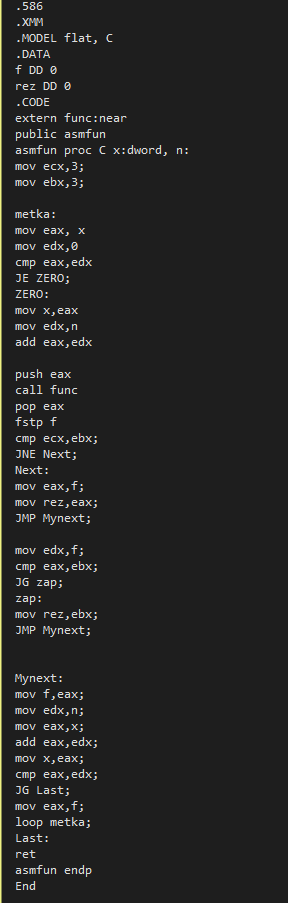 .586
.XMM
.MODEL flat, C
.DATA
f DD 0
rez DD 0
.CODE
extern func:near
public asmfun
asmfun proc C x:dword, n:
mov ecx,3;
mov ebx,3;
metka:
mov eax, x
mov edx,0
cmp eax,edx
JE ZERO;
ZERO:
mov x,eax
mov edx,n
add eax,edx
push eax
call func
pop eax
fstp f
cmp ecx,ebx;
JNE Next;
Next:
mov eax,f;
mov rez,eax;
JMP Mynext;
mov edx,f;
cmp eax,ebx;
JG zap;
zap:
mov rez,ebx;
JMP Mynext;
Mynext:
mov f,eax;
mov edx,n;
mov eax,x;
add eax,edx;
mov x,eax;
cmp eax,edx;
JG Last;
mov eax,f;
loop metka;
Last:
ret
asmfun endp
End